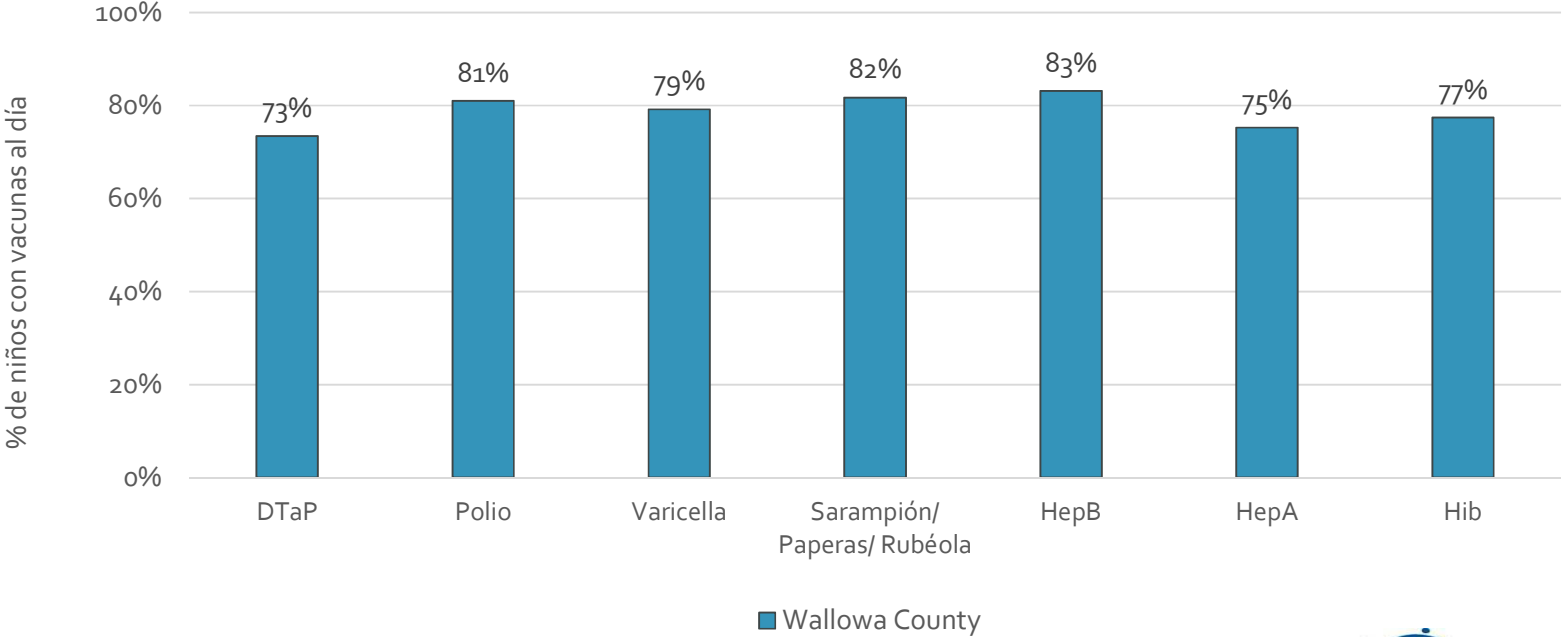 % de niños con vacunas al día
100%
80%
60%
40%
20%
0%
73%
81%
79%
82%
83%
75%
77%
DTaP
Polio
Varicella
Sarampión/
Paperas/ Rubéola
HepB
HepA
Hib
Wallowa County